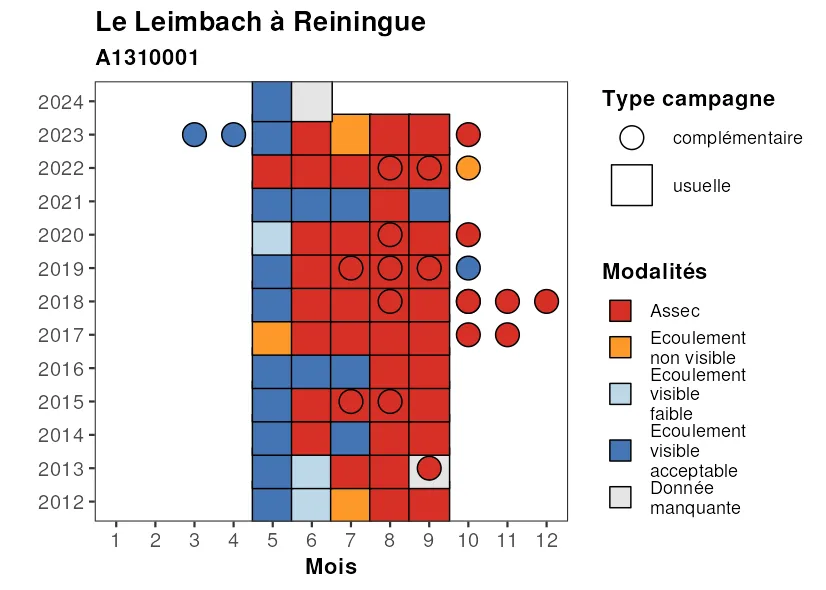 Le Leimbach à Reiningue
A1310001
2024
2023
2022
2021
2020
2019
2018
2017
2016
2015
2014
2013
2012
1 2 3 4 5 6 7 8 9 10 11 12
Mois
Type campagne
complémentaire
usuelle
Modalités
Assec
Ecoulement
non visible
Ecoulement
visible
faible
Ecoulement
visible
acceptable
Donnée
manquante